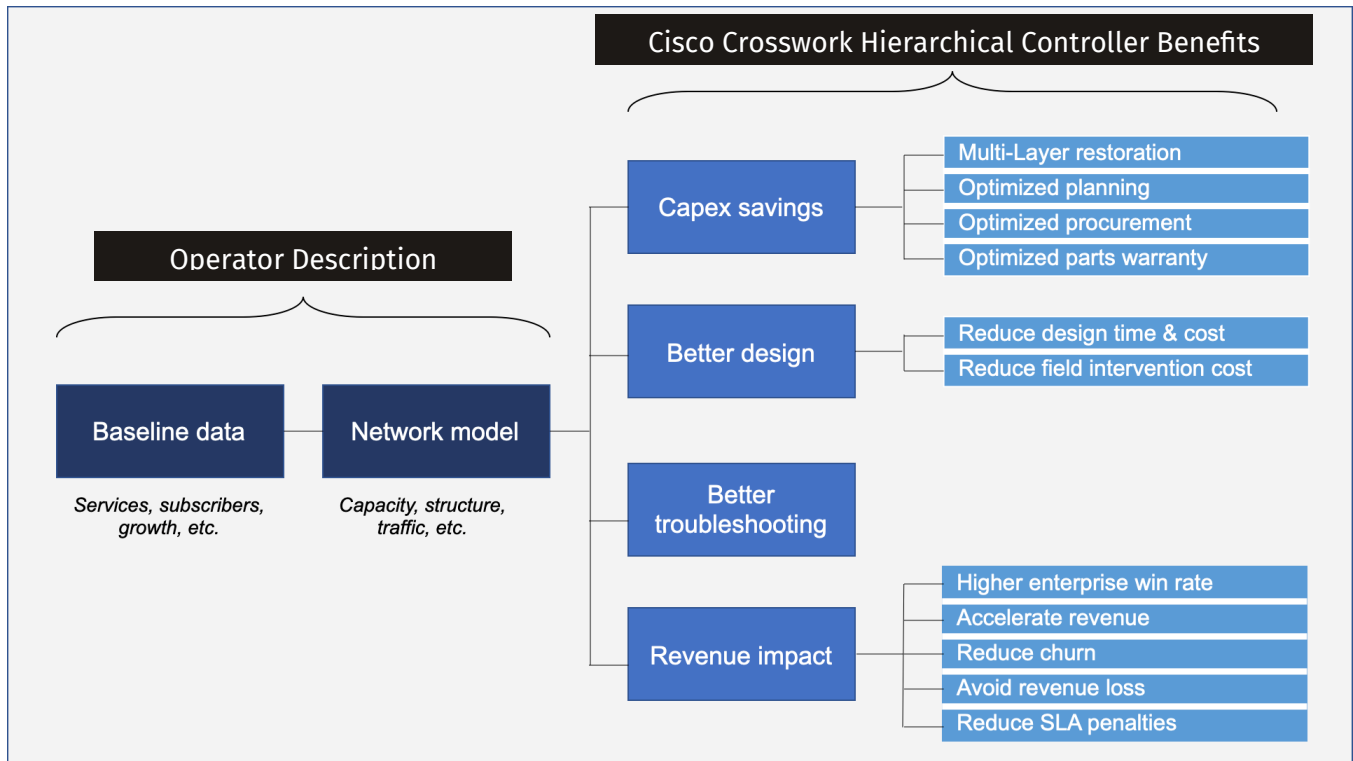 Cisco Crosswork Hierarchical Controller Benefits
Operator Description
Baseline data
Services, subscribers,
growth, etc.
Network model
Capacity, structure,
traffic, etc.
Capex savings
Multi-Layer restoration
Optimized planning
Optimized procurement
Optimized parts warranty
Better design
Reduce design time & cost
Reduce field intervention cost
Better
troubleshooting
Revenue impact
Higher enterprise win rate
Accelerate revenue
Reduce churn
Avoid revenue loss
Reduce SLA penalties